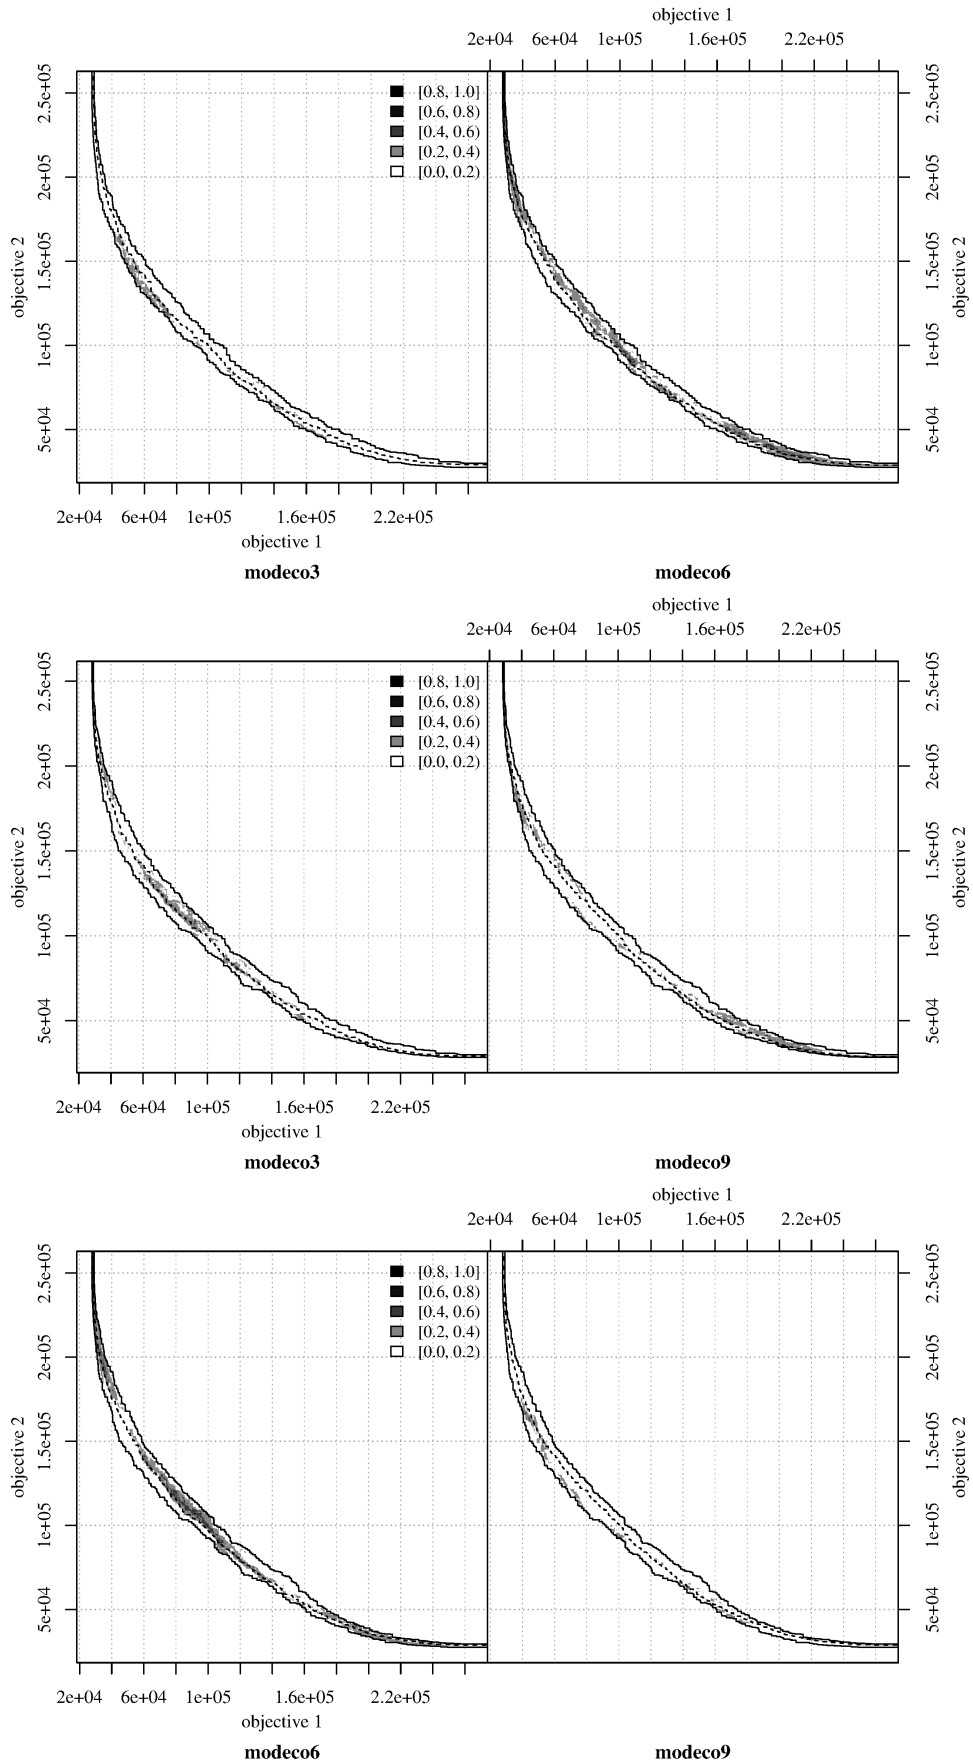 objective 1
2e+04 6e+04 1e+05 1.6e+05 2.2e+05
[0.8, 1.0]
[0.6, 0.8)
[0.4, 0.6)
[0.2, 0.4)
[0.0, 0.2)
objective 2
5e+04 1e+05 1.5e+05 2e+05 2.5e+05
5e+04 1e+05 1.5e+05 2e+05 2.5e+05
objective 2
2e+04 6e+04 1e+05 1.6e+05 2.2e+05
objective 1
modeco3 modeco6
objective 1
2e+04 6e+04 1e+05 1.6e+05 2.2e+05
[0.8, 1.0]
[0.6, 0.8)
[0.4, 0.6)
[0.2, 0.4)
[0.0, 0.2)
objective 2
5e+04 1e+05 1.5e+05 2e+05 2.5e+05
5e+04 1e+05 1.5e+05 2e+05 2.5e+05
objective 2
2e+04 6e+04 1e+05 1.6e+05 2.2e+05
objective 1
modeco3 modeco9
objective 1
2e+04 6e+04 1e+05 1.6e+05 2.2e+05
[0.8, 1.0]
[0.6, 0.8)
[0.4, 0.6)
[0.2, 0.4)
[0.0, 0.2)
objective 2
5e+04 1e+05 1.5e+05 2e+05 2.5e+05
5e+04 1e+05 1.5e+05 2e+05 2.5e+05
objective 2
2e+04 6e+04 1e+05 1.6e+05 2.2e+05
objective 1
modeco6 modeco9